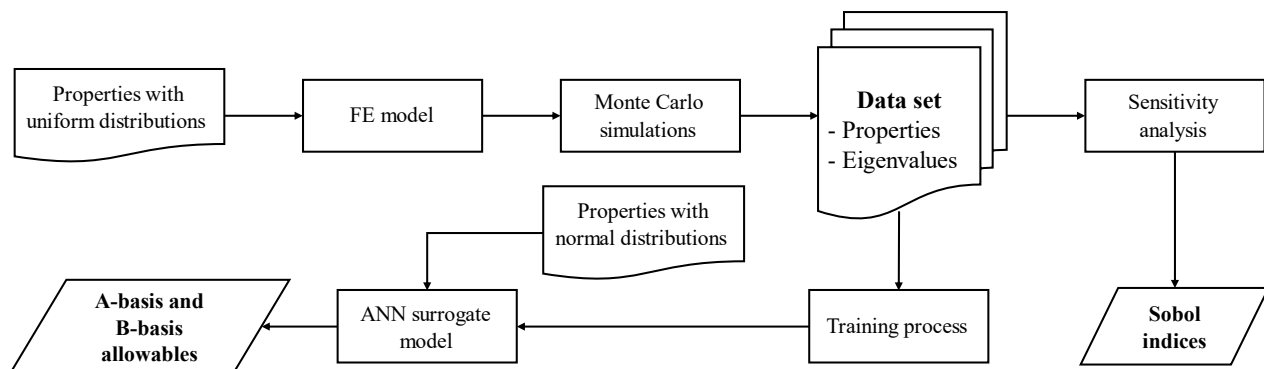 Properties with
uniform distributions
FE model
Monte Carlo
simulations
Data set
- Properties
- Eigenvalues
Sensitivity
analysis
Properties with
normal distributions
A-basis and
B-basis
allowables
ANN surrogate
model
Training process
Sobol
indices